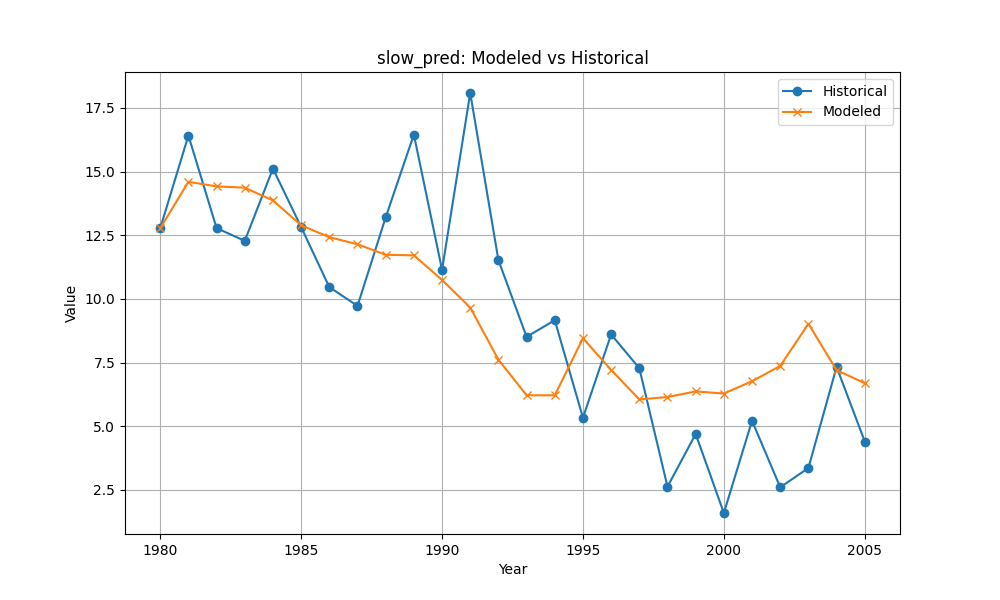 slow_pred: Modeled vs Historical
Historical
Modeled
17.5
15.0
12.5
10.0
7.5
5.0
2.5
Value
1980
1985
1990
1995
2000
2005
Year